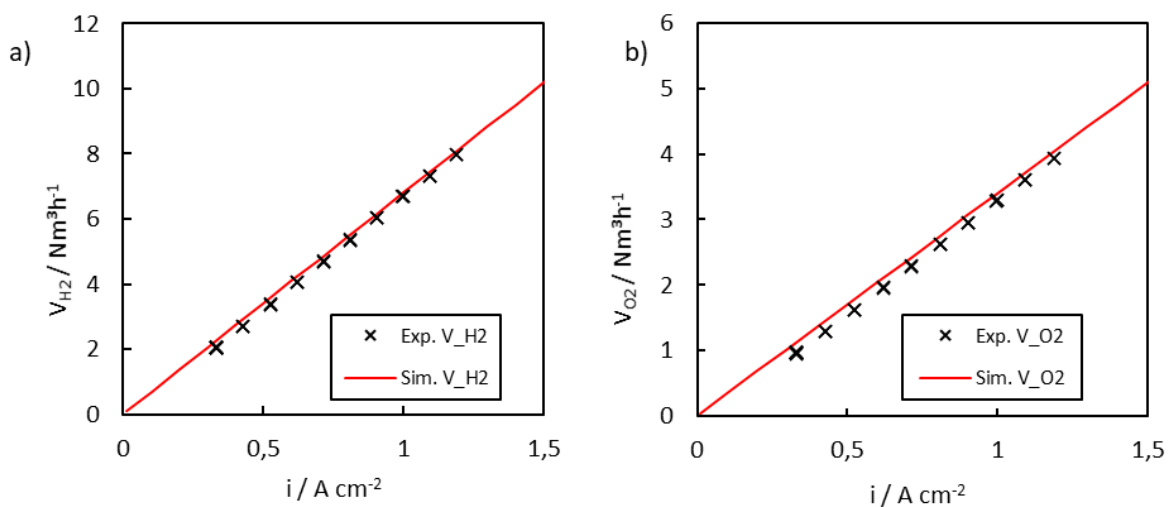 a)
12
10
8
6
4
2
0
V_H2 / Nm³h⁻¹
0
0,5
1
1,5
i / A cm⁻²
Exp. V_H2
Sim. V_H2
b)
6
5
4
3
2
1
0
V_O2 / Nm³h⁻¹
0
0,5
1
1,5
i / A cm⁻²
Exp. V_O2
Sim. V_O2